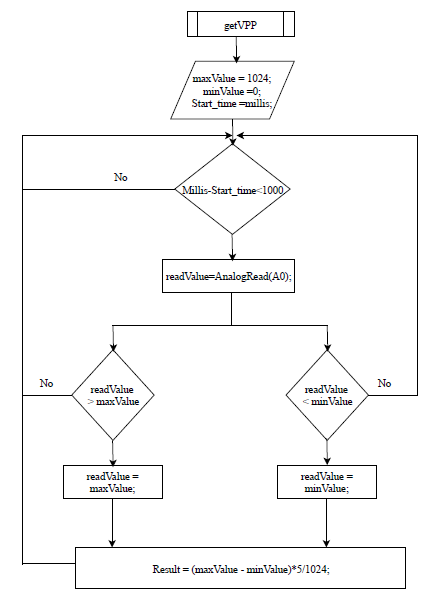 getVPP
maxValue = 1024;
minValue =0;
Start_time =millis;
No
Millis-Start_time<1000
readValue=AnalogRead(A0);
No
readValue
> maxValue
readValue
< minValue
No
readValue =
maxValue;
readValue =
minValue;
Result = (maxValue - minValue)*5/1024;